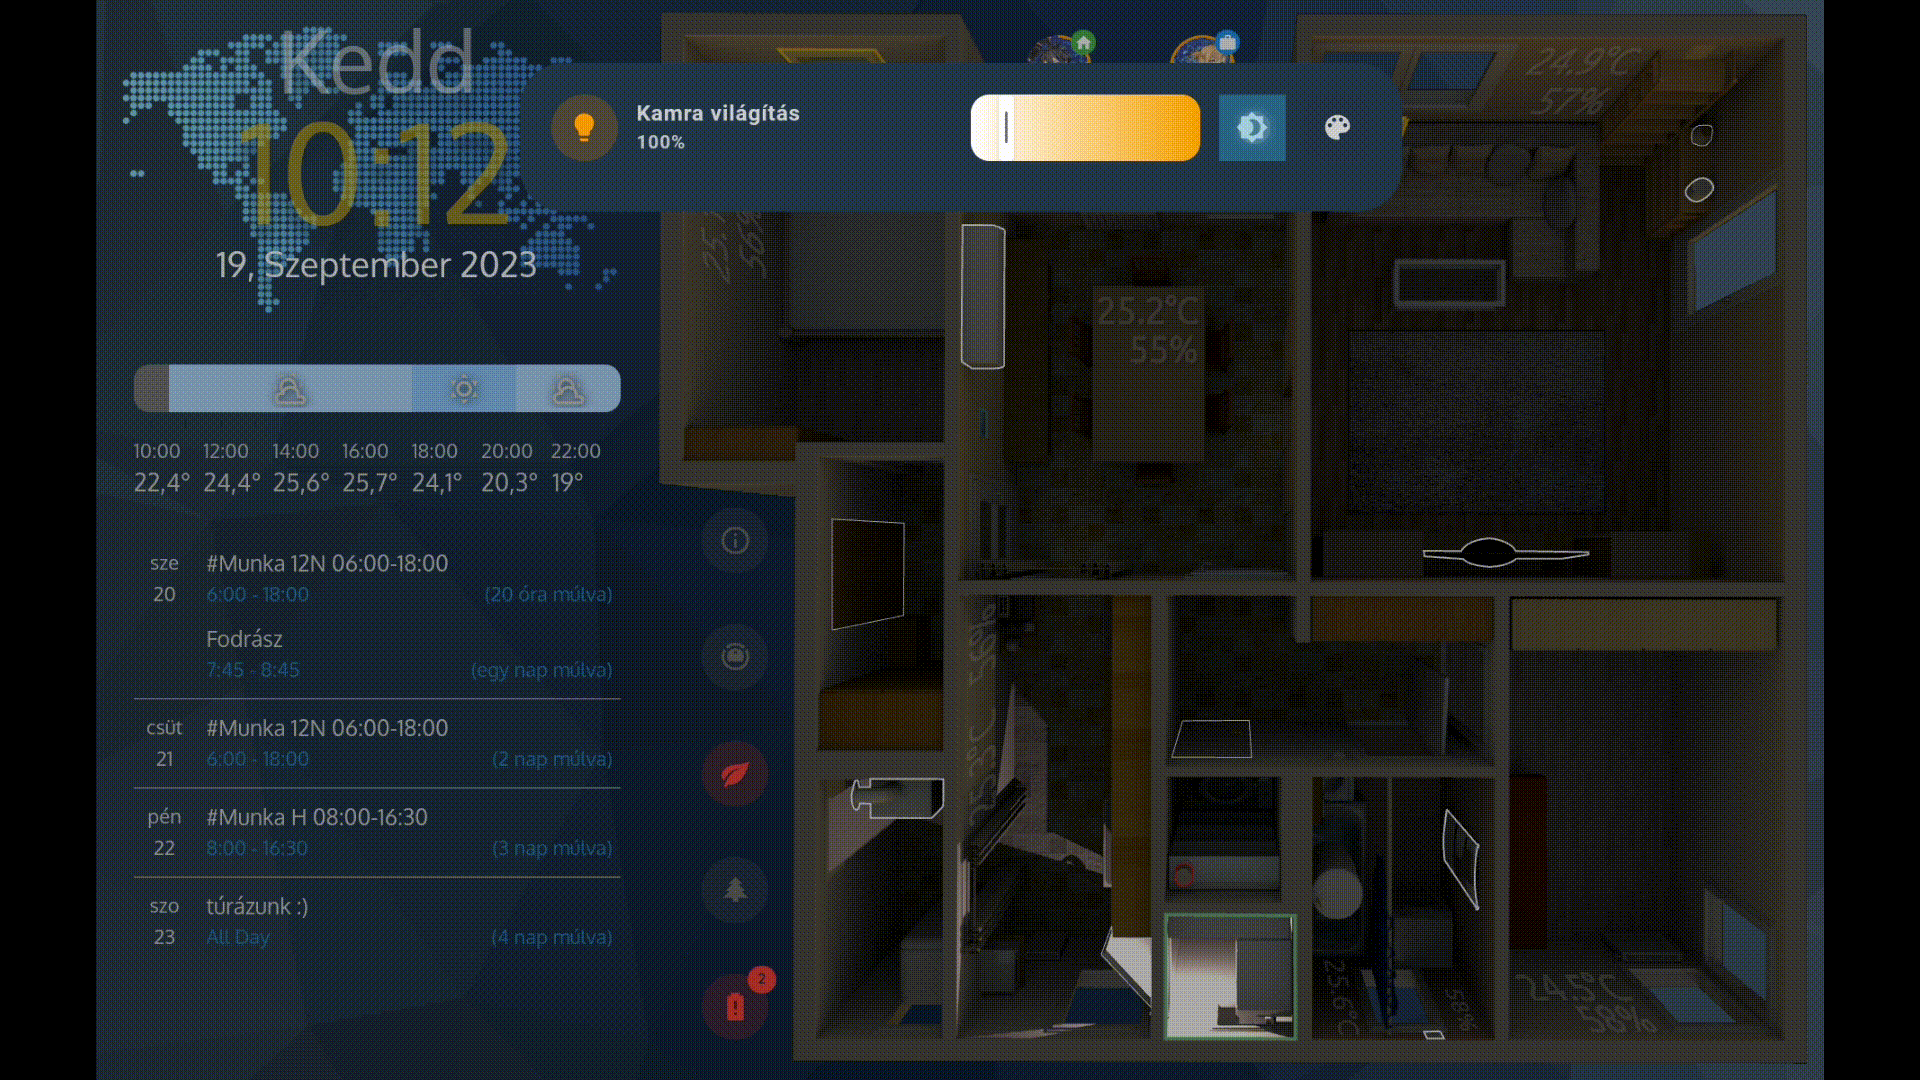 Kedd
10:12
19, Szeptember 2023
Kamra világítás
100%
24.9°C
57%
25.2°C
55%
10:00 12:00 14:00 16:00 18:00 20:00 22:00
22,4° 24,4° 25,6° 25,7° 24,1° 20,3° 19°
sze #Munka 12N 06:00-18:00
20 6:00 - 18:00 (20 óra múlva)
Fodrász
7:45 - 8:45 (egy nap múlva)
csüt #Munka 12N 06:00-18:00
21 6:00 - 18:00 (2 nap múlva)
pén #Munka H 08:00-16:30
22 8:00 - 16:30 (3 nap múlva)
szo túrázunk :)
23 All Day (4 nap múlva)
2
25.6°C
58%
24.5°C
58%